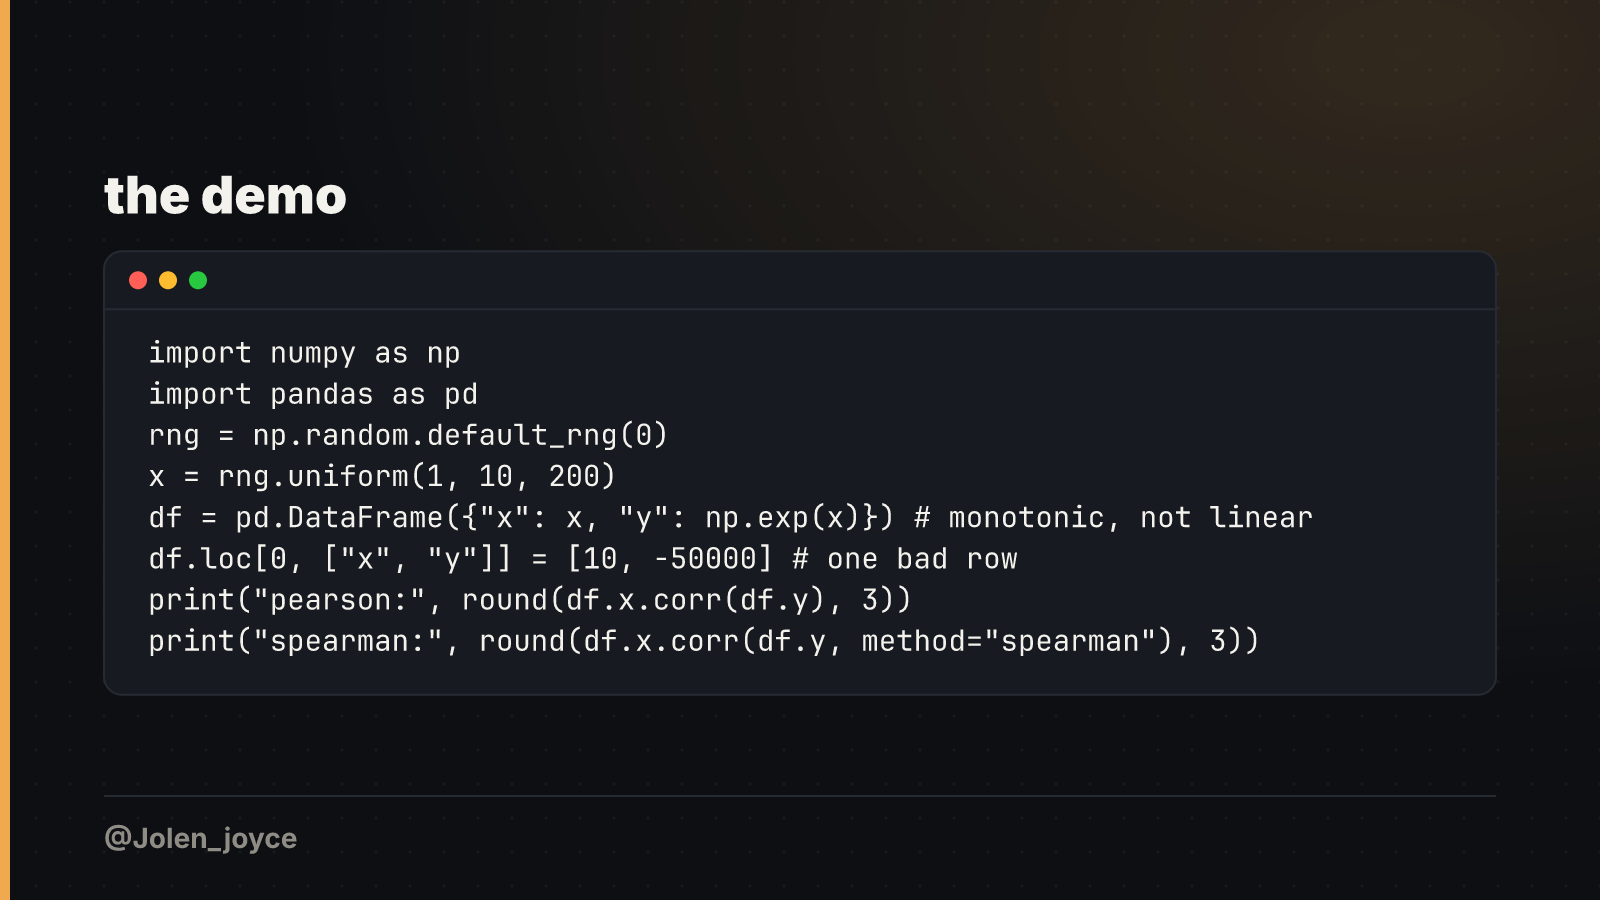 the demo
import numpy as np
import pandas as pd
rng = np.random.default_rng(0)
x = rng.uniform(1, 10, 200)
df = pd.DataFrame({"x": x, "y": np.exp(x)}) # monotonic, not linear
df.loc[0, ["x", "y"]] = [10, -50000] # one bad row
print("pearson:", round(df.x.corr(df.y), 3))
print("spearman:", round(df.x.corr(df.y, method="spearman"), 3))
@Jolen_joyce